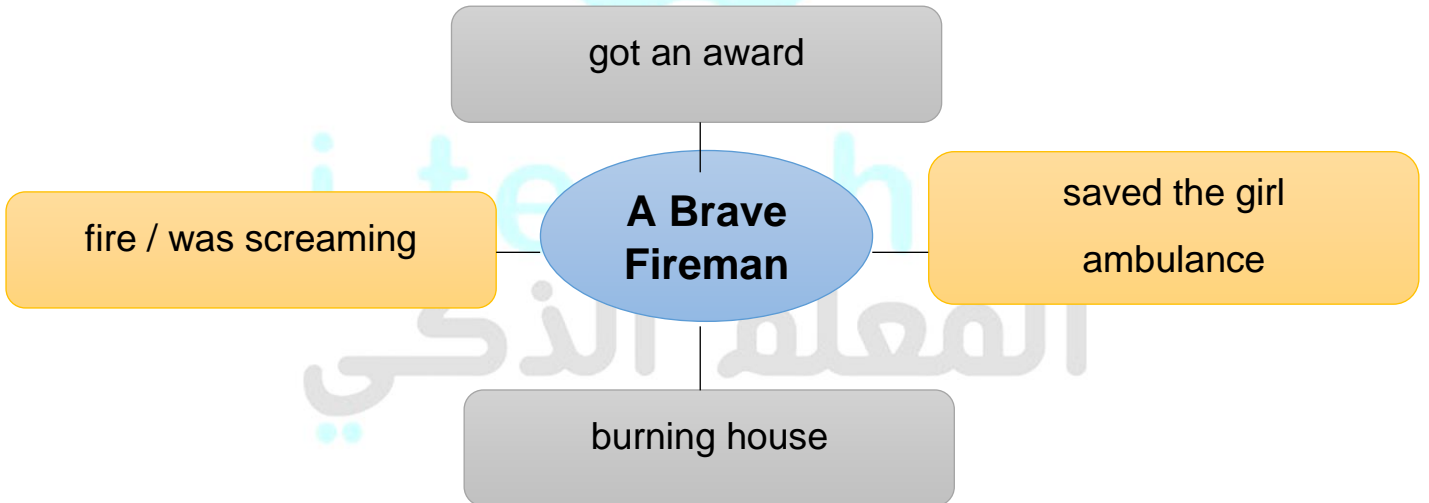 got an award
fire / was screaming
A Brave
Fireman
saved the girl
ambulance
burning house
المعلم الذكي